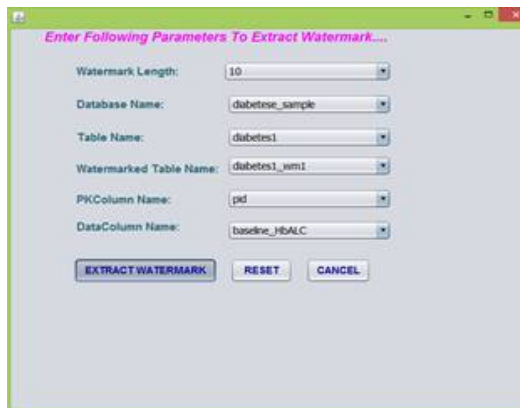 Enter Following Parameters To Extract Watermark....
Watermark Length: 10
Database Name: diabetese_sample
Table Name: diabetes1
Watermarked Table Name: diabetes1_wm1
PKColumn Name: pid
DataColumn Name: baseline_HbALC
EXTRACT WATERMARK RESET CANCEL